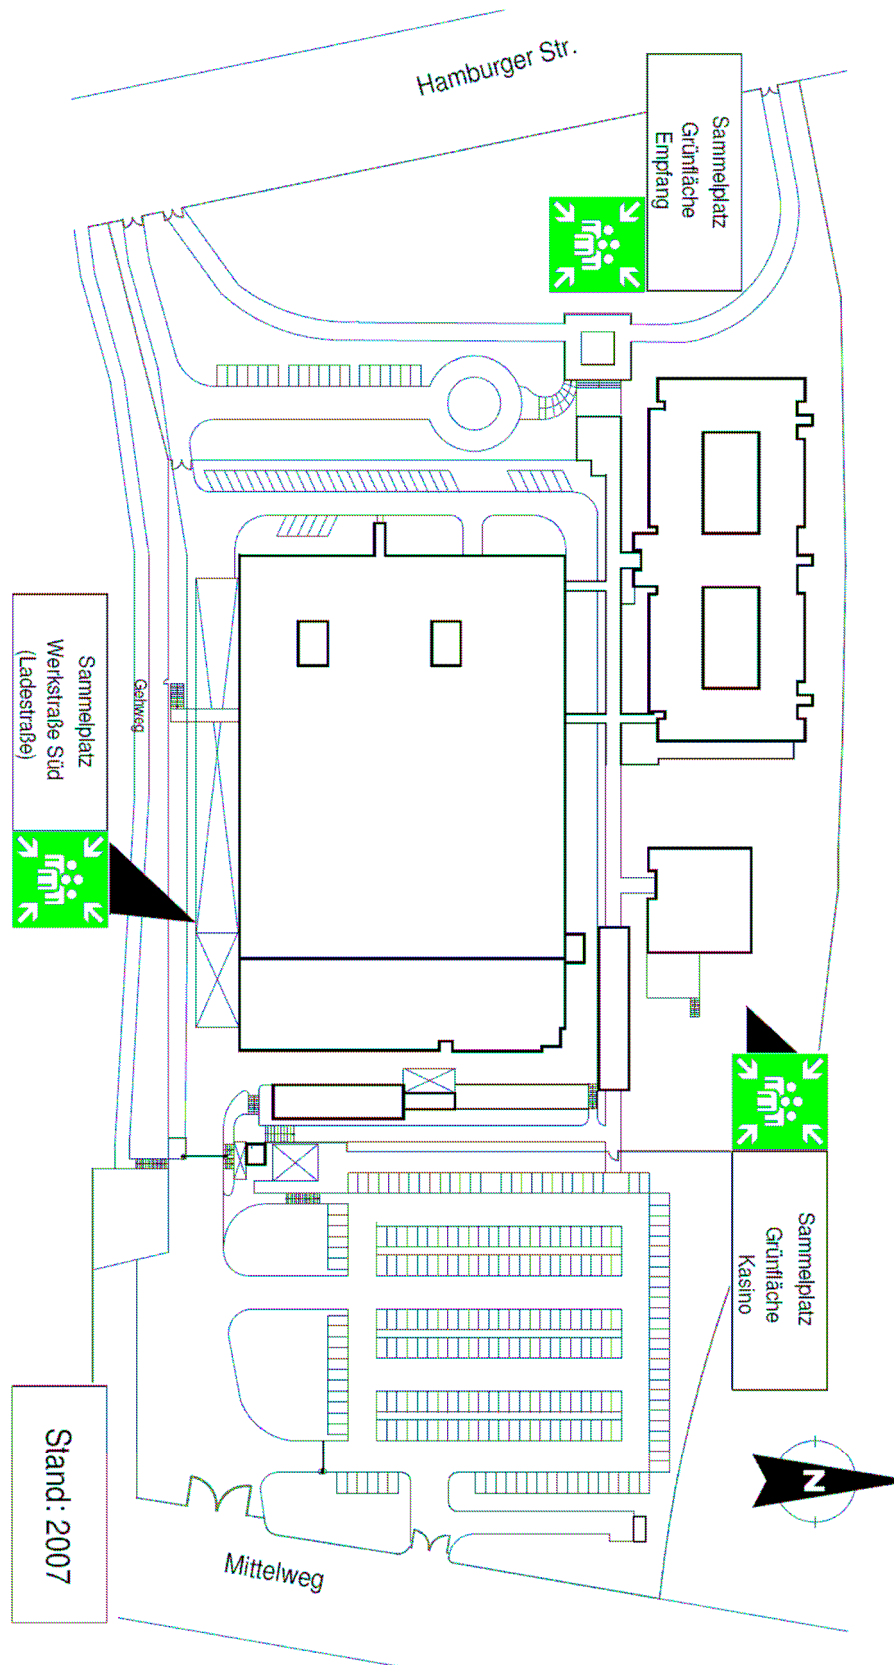 Hamburger Str.
Sammelplatz
Grünfläche
Empfang
Sammelplatz
Werkstraße Süd
(Ladestraße)
Gehweg
Sammelplatz
Grünfläche
Kasino
N
Stand: 2007
Mittelweg